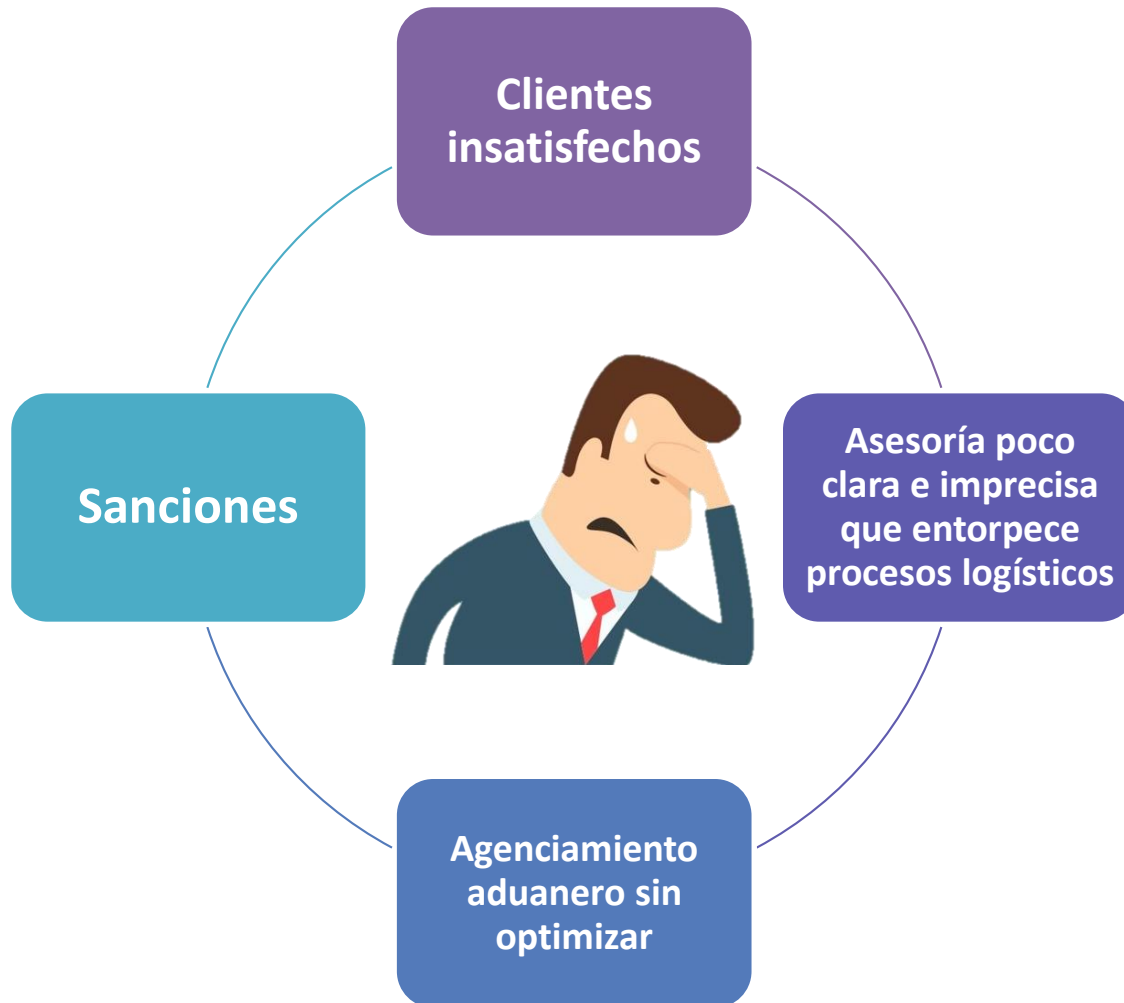 Clientes
insatisfechos
Asesoría poco
clara e imprecisa
que entorpece
procesos logísticos
Agenciamiento
aduanero sin
optimizar
Sanciones